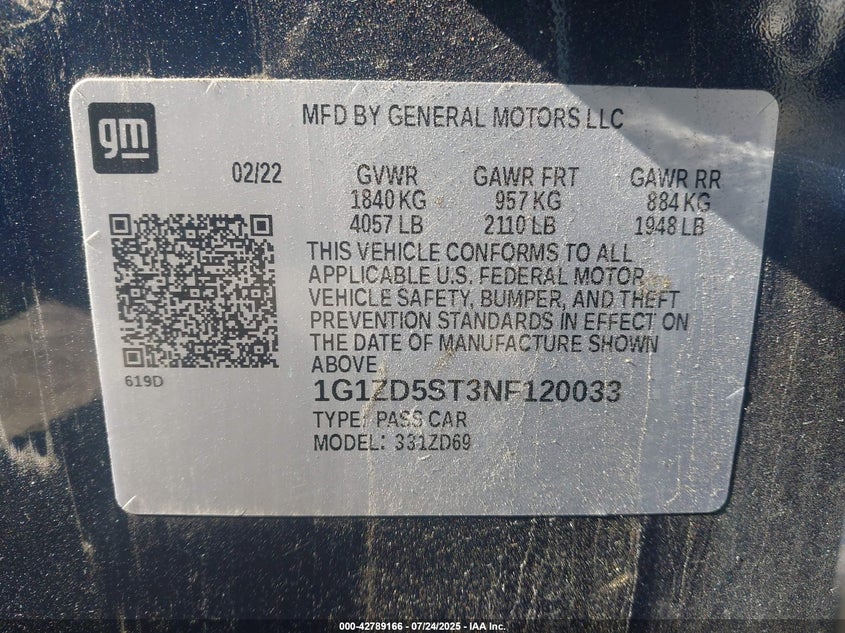 gm
MFD BY GENERAL MOTORS LLC
02/22 GVWR GAWR FRT GAWR RR
1840 KG 957 KG 884 KG
4057 LB 2110 LB 1948 LB
THIS VEHICLE CONFORMS TO ALL
APPLICABLE U.S. FEDERAL MOTOR
VEHICLE SAFETY, BUMPER, AND THEFT
PREVENTION STANDARDS IN EFFECT ON
THE DATE OF MANUFACTURE SHOWN
ABOVE
619D
1G1ZD5ST3NF120033
TYPE: PASS CAR
MODEL: 331ZD69
000-42789166 - 07/24/2025 - IAA Inc.